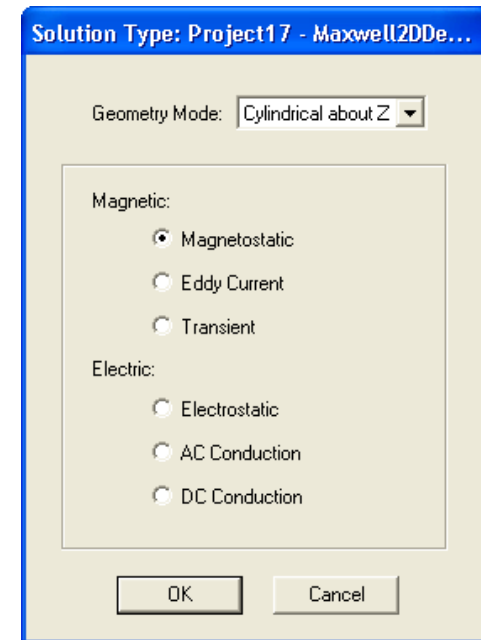 Solution Type: Project17 - Maxwell2DDe...
Geometry Mode: Cylindrical about Z
Magnetic:
Magnetostatic
Eddy Current
Transient
Electric:
Electrostatic
AC Conduction
DC Conduction
OK Cancel